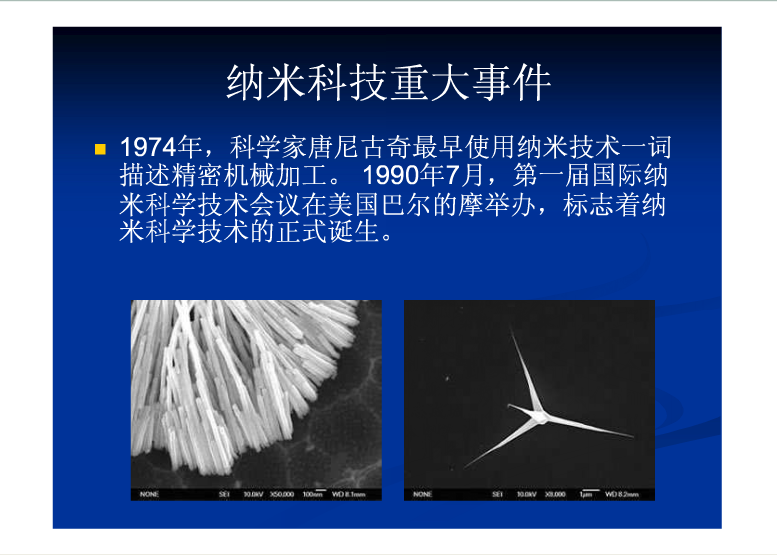 纳米科技重大事件
1974年，科学家唐尼古奇最早使用纳米技术一词
描述精密机械加工。 1990年7月，第一届国际纳
米科学技术会议在美国巴尔的摩举办，标志着纳
米科学技术的正式诞生。
NONE SEI 10.0kV X50,000 100nm WD 8.1mm
NONE SEI 10.0kV X8,000 1μm WD 8.2mm